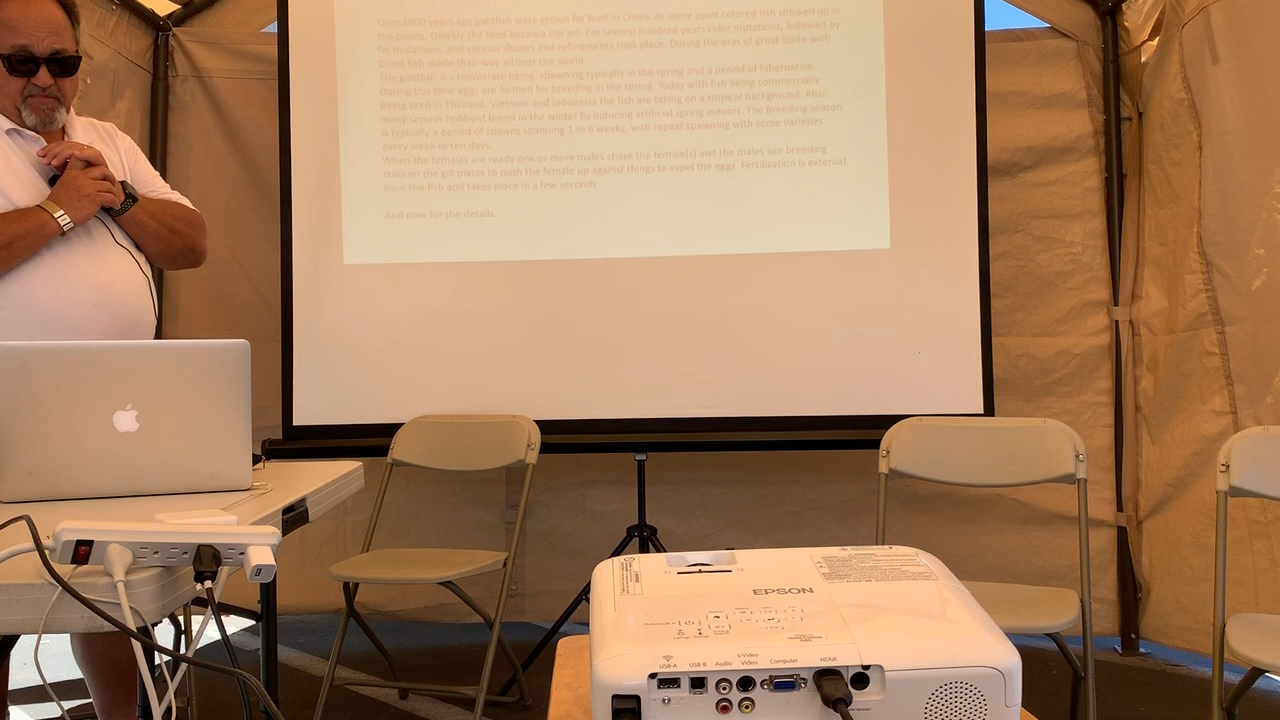 Over 1000 years ago goldfish were grown for food in China. At some point colored fish showed up in
the ponds. Quickly the food became the art. For several hundred years color mutations, followed by
fin mutations, and various shapes and refinements took place. During the eras of great trade with
China fish made their way all over the world.
The goldfish is a temperate being, spawning typically in the spring and a period of hibernation
During this time eggs are formed for breeding in the spring. Today with fish being commercially
being bred in Thailand, Vietnam and Indonesia the fish are taking on a tropical background. Also,
many serious hobbyist breed in the winter by inducing artificial spring indoors. The breeding season
is typically a period of spawns spanning 1 to 6 weeks, with repeat spawning with some varieties
every week to ten days.
When the females are ready one or more males chase the female(s) and the males use breeding
stars on the gill plates to push the female up against things to expel the eggs. Fertilization is external
from the fish and takes place in a few seconds.
And now for the details...
EPSON
USB-A USB-B Audio S-Video
Video Computer HDMI